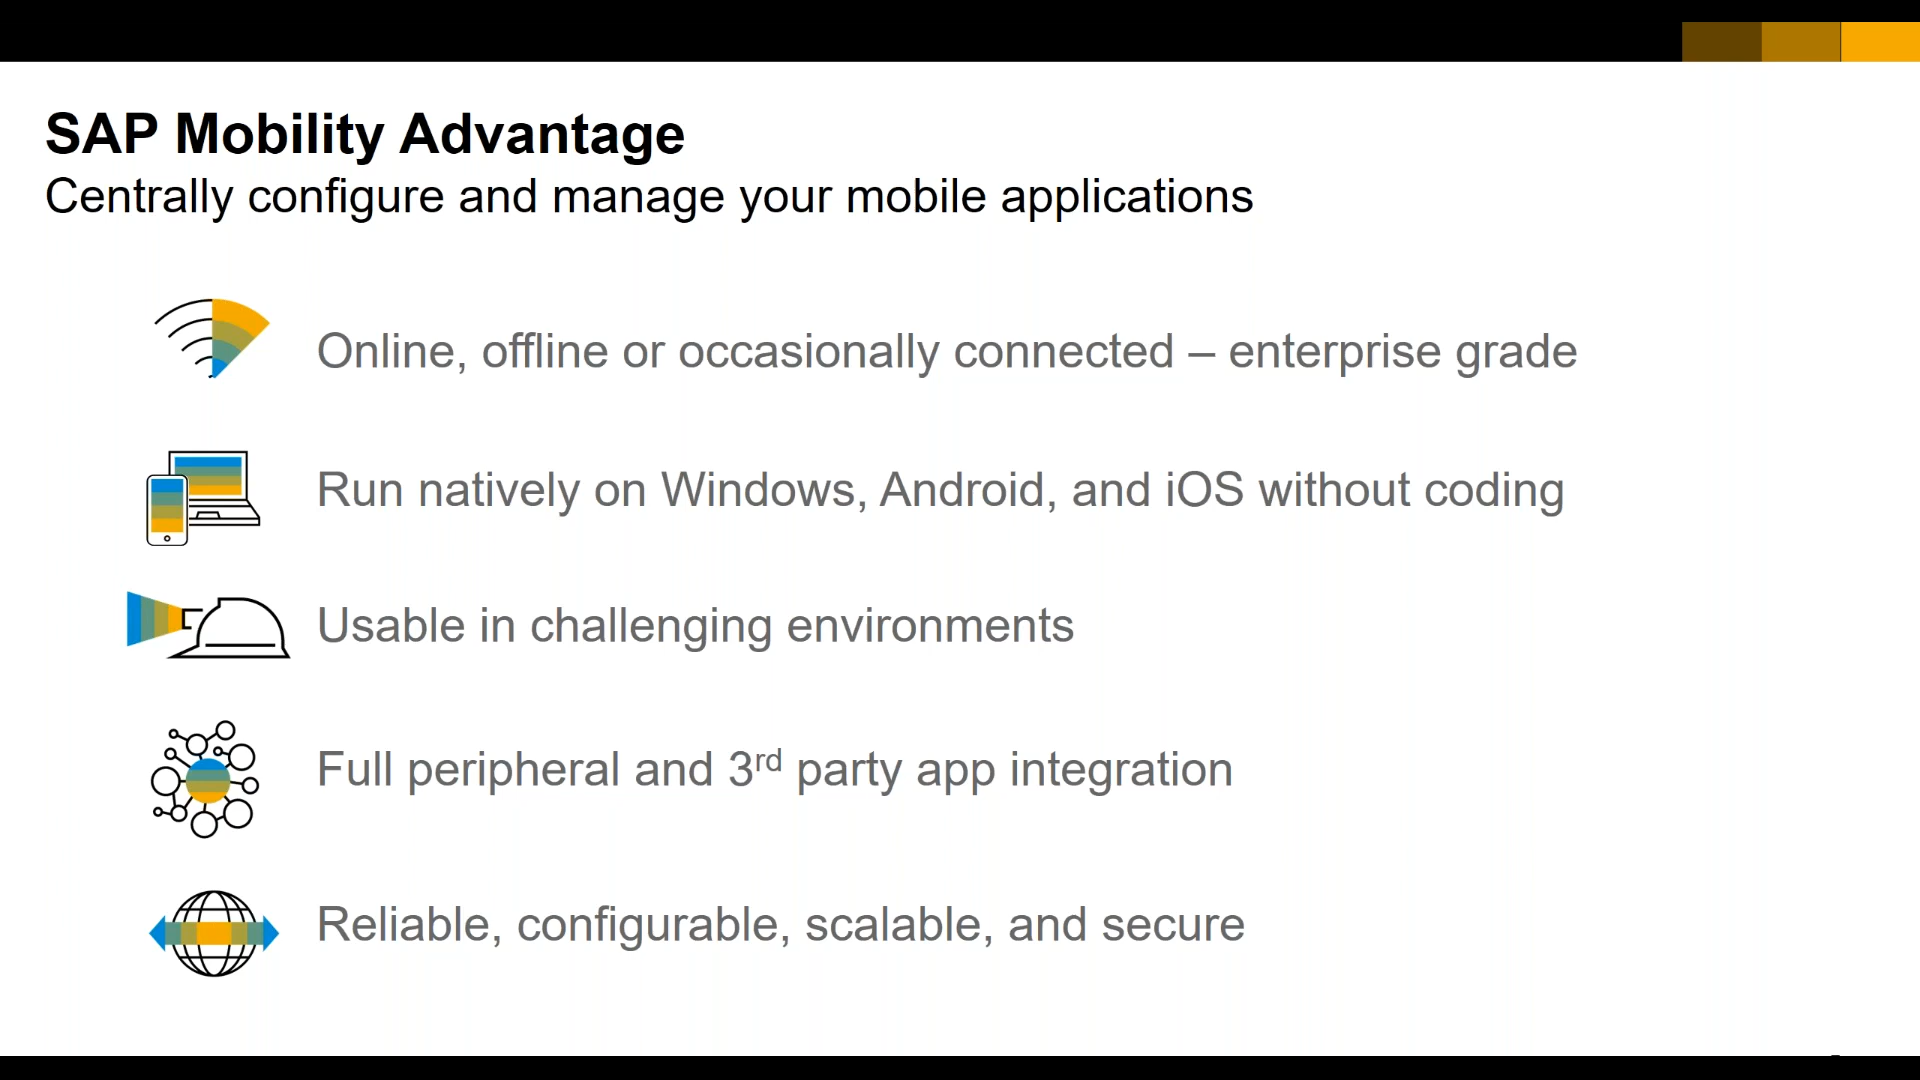 SAP Mobility Advantage
Centrally configure and manage your mobile applications
Online, offline or occasionally connected – enterprise grade
Run natively on Windows, Android, and iOS without coding
Usable in challenging environments
Full peripheral and 3rd party app integration
Reliable, configurable, scalable, and secure